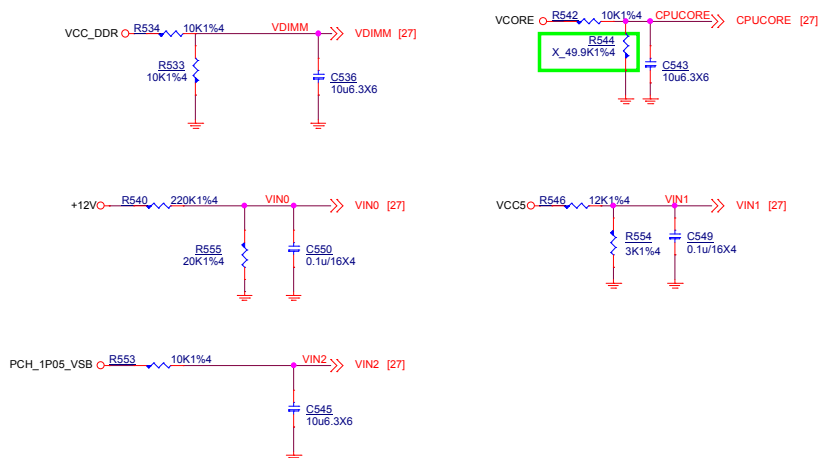 VCC_DDR R534 10K1%4 VDIMM VDIMM [27]
R533
10K1%4
C536
10u6.3X6
VCORE R542 10K1%4 CPUCORE CPUCORE [27]
R544
X_49.9K1%4
C543
10u6.3X6
+12V R540 220K1%4 VIN0 VIN0 [27]
R555
20K1%4
C550
0.1u/16X4
VCC5 R546 12K1%4 VIN1 VIN1 [27]
R554
3K1%4
C549
0.1u/16X4
PCH_1P05_VSB R553 10K1%4 VIN2 VIN2 [27]
C545
10u6.3X6